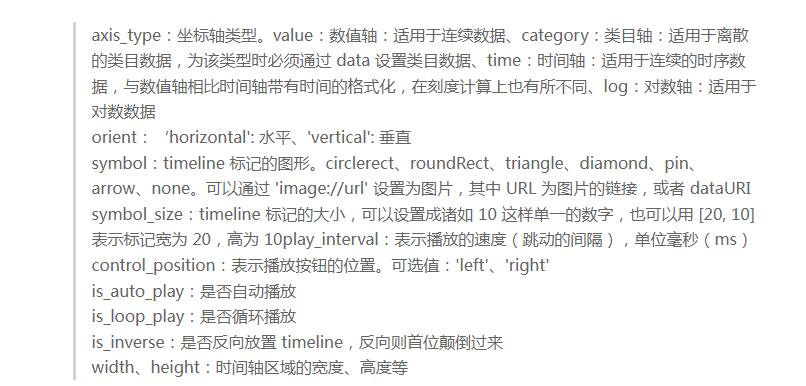 axis_type：坐标轴类型。value：数值轴：适用于连续数据、category：类目轴：适用于离散
的类目数据，为该类型时必须通过 data 设置类目数据、time：时间轴：适用于连续的时序数
据，与数值轴相比时间轴带有时间的格式化，在刻度计算上也有所不同、log：对数轴：适用于
对数数据
orient： ‘horizontal': 水平、'vertical': 垂直
symbol：timeline 标记的图形。circlerect、roundRect、triangle、diamond、pin、
arrow、none。可以通过 'image://url' 设置为图片，其中 URL 为图片的链接，或者 dataURI
symbol_size：timeline 标记的大小，可以设置成诸如 10 这样单一的数字，也可以用 [20, 10]
表示标记宽为 20，高为 10play_interval：表示播放的速度（跳动的间隔），单位毫秒（ms）
control_position：表示播放按钮的位置。可选值：'left'、'right'
is_auto_play：是否自动播放
is_loop_play：是否循环播放
is_inverse：是否反向放置 timeline，反向则首位颠倒过来
width、height：时间轴区域的宽度、高度等